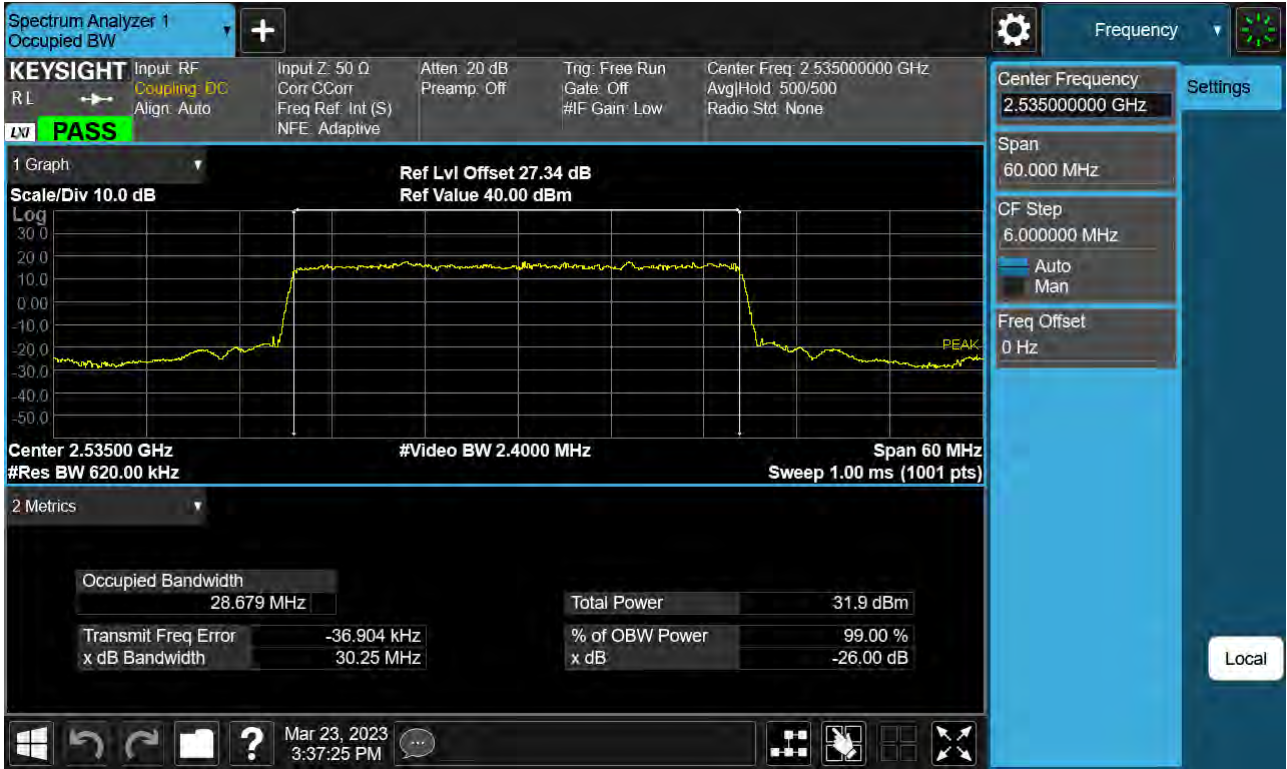 Spectrum Analyzer 1
Occupied BW
+
Frequency
KEYSIGHT
RL
LXI PASS
Input: RF
Coupling: DC
Align: Auto
Input Z: 50 Ω
Corr CCorr
Freq Ref: Int (S)
NFE: Adaptive
Atten: 20 dB
Preamp: Off
Trig: Free Run
Gate: Off
#IF Gain: Low
Center Freq: 2.535000000 GHz
Avg|Hold: 500/500
Radio Std: None
Center Frequency
2.535000000 GHz
Settings
Span
60.000 MHz
CF Step
6.000000 MHz
Auto
Man
Freq Offset
0 Hz
Local
1 Graph
Scale/Div 10.0 dB
Ref Lvl Offset 27.34 dB
Ref Value 40.00 dBm
Log
30.0
20.0
10.0
0.00
-10.0
-20.0
-30.0
-40.0
-50.0
PEAK
Center 2.53500 GHz
#Video BW 2.4000 MHz
Span 60 MHz
#Res BW 620.00 kHz
Sweep 1.00 ms (1001 pts)
2 Metrics
Occupied Bandwidth
28.679 MHz
Total Power 31.9 dBm
Transmit Freq Error -36.904 kHz
% of OBW Power 99.00 %
x dB Bandwidth 30.25 MHz
x dB -26.00 dB
?
Mar 23, 2023
3:37:25 PM